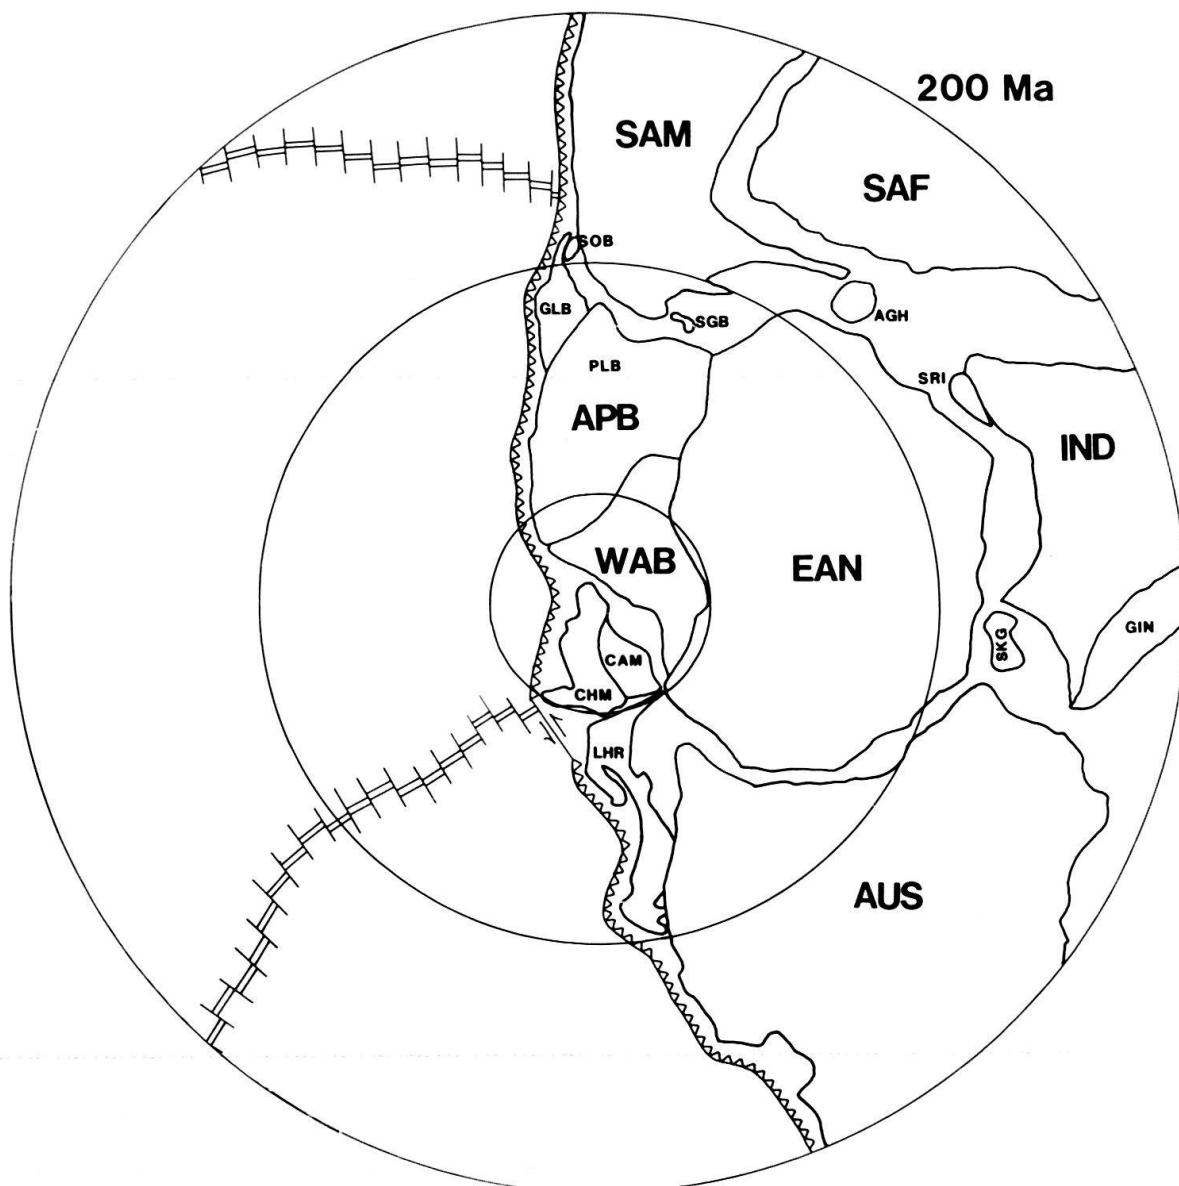 200 Ma
SAM
SAF
SOB
GLB
SGB
AGH
PLB
SRI
APB
IND
WAB
EAN
GIN
SKG
CAM
CHM
LHR
AUS